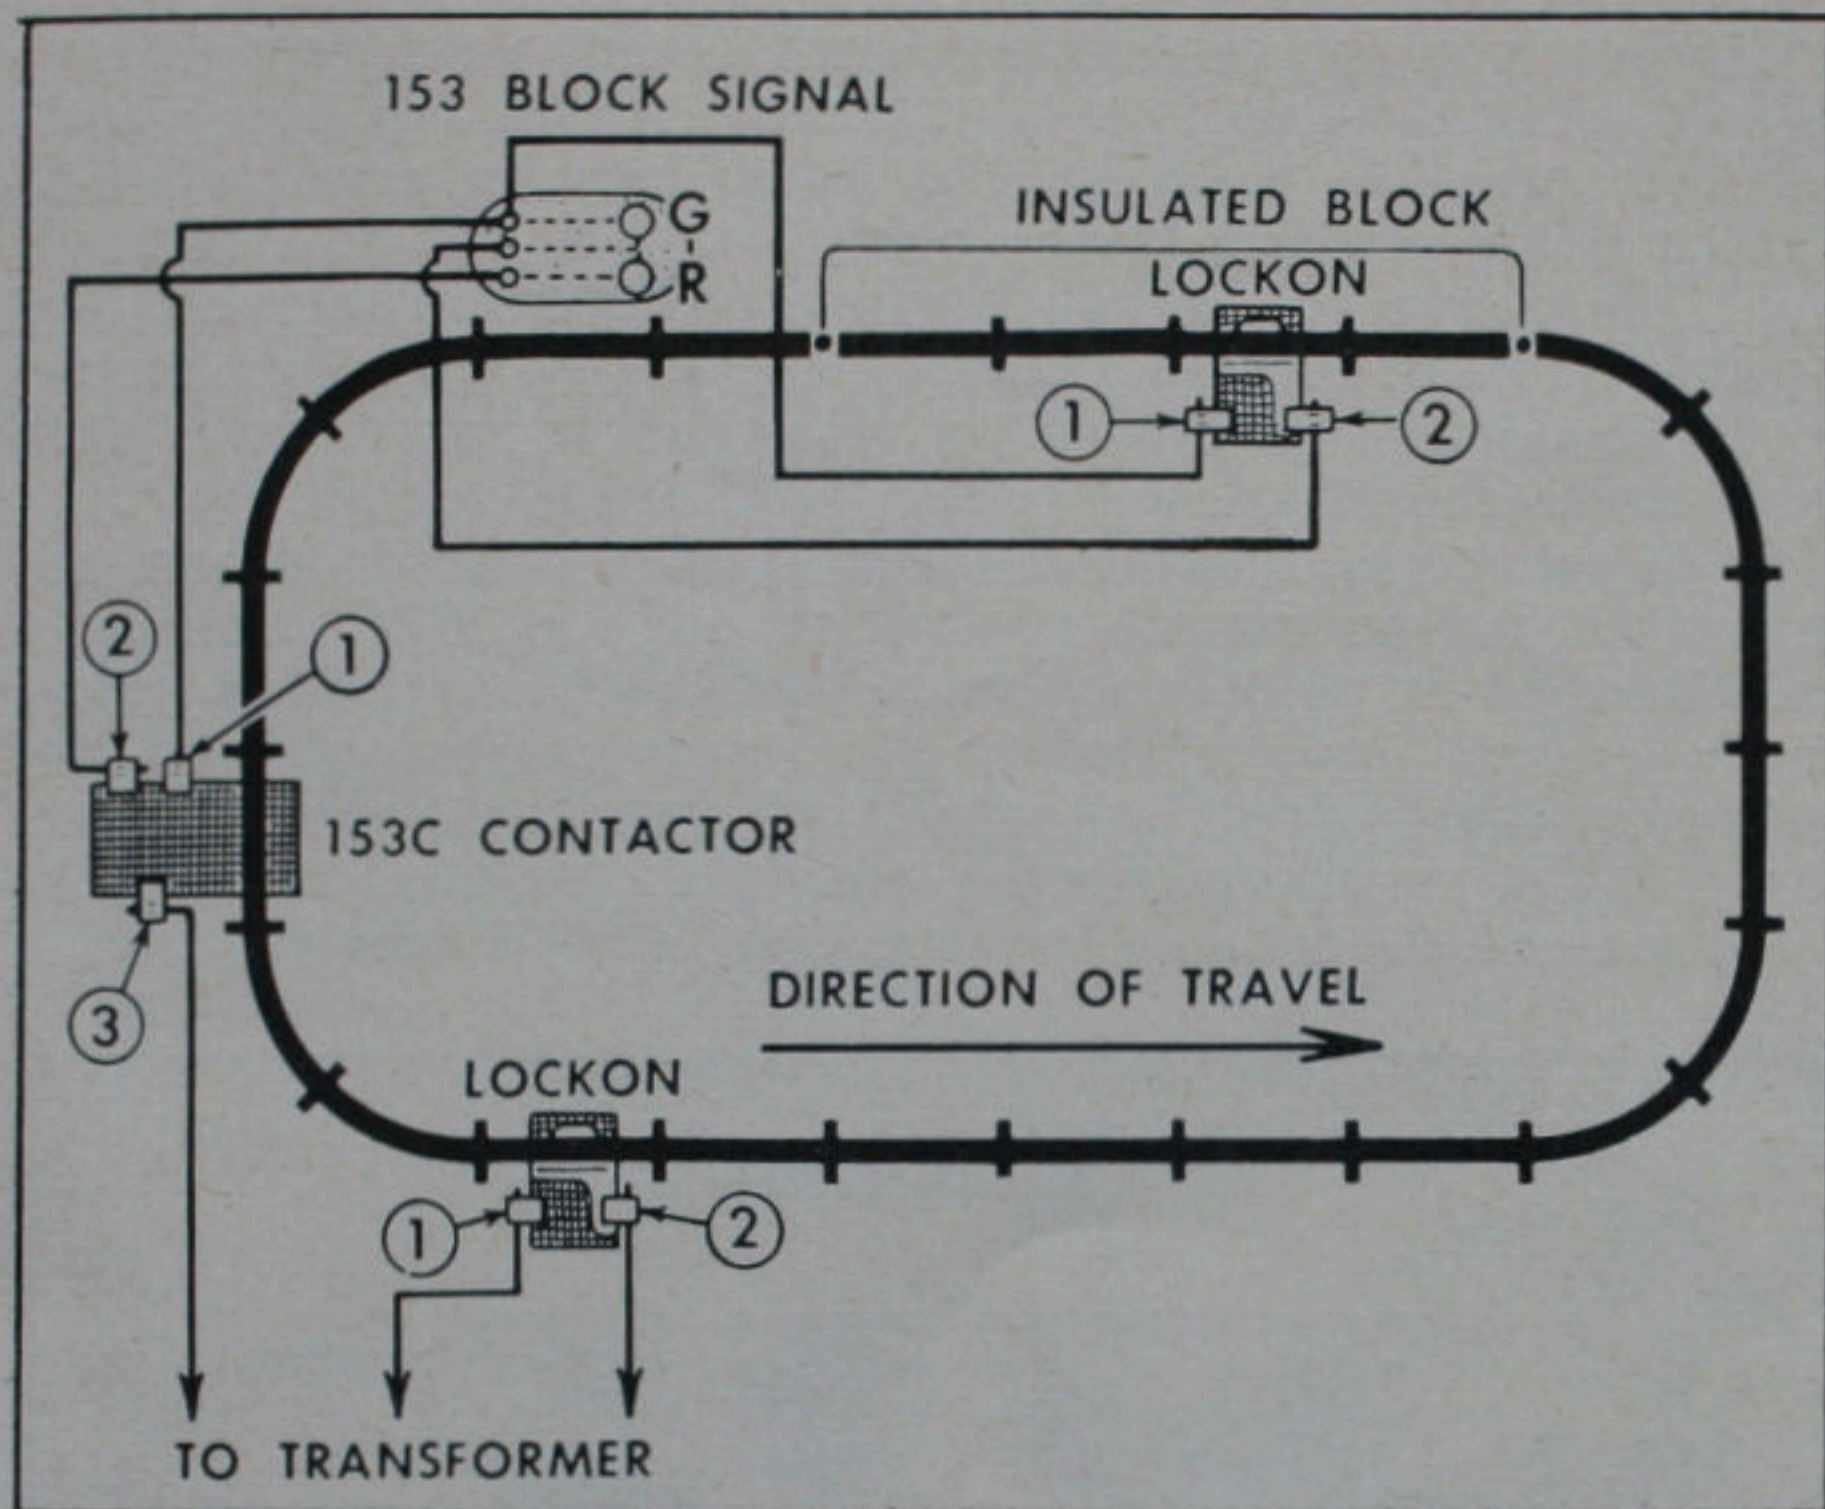 153 BLOCK SIGNAL
G
R
INSULATED BLOCK
LOCKON
1
2
2
1
153C CONTACTOR
3
DIRECTION OF TRAVEL
LOCKON
1
2
TO TRANSFORMER